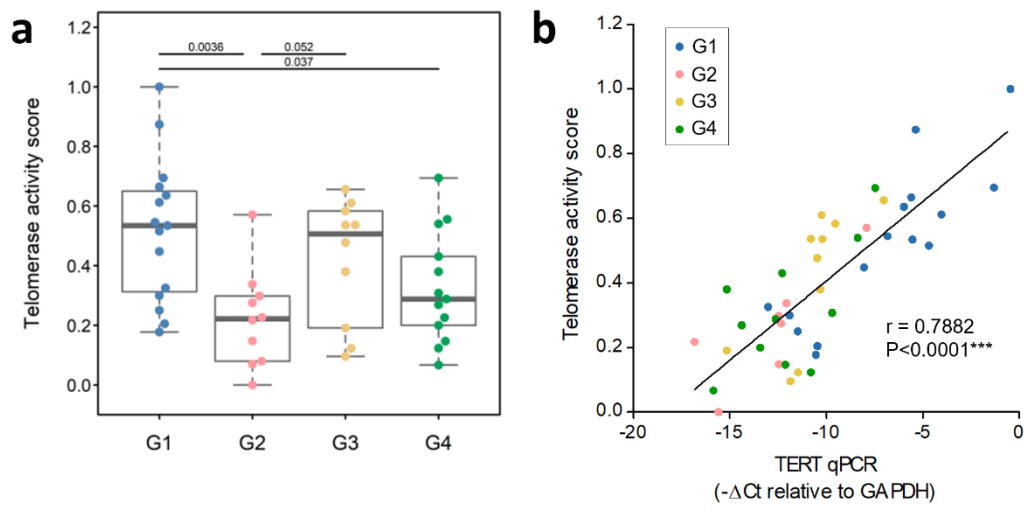 a
1.2
1.0
0.8
0.6
0.4
0.2
0.0
Telomerase activity score
0.0036
0.052
0.037
G1
G2
G3
G4
b
1.2
1.0
0.8
0.6
0.4
0.2
0.0
Telomerase activity score
G1
G2
G3
G4
r = 0.7882
P<0.0001***
-20
-15
-10
-5
0
TERT qPCR
(-ΔCt relative to GAPDH)